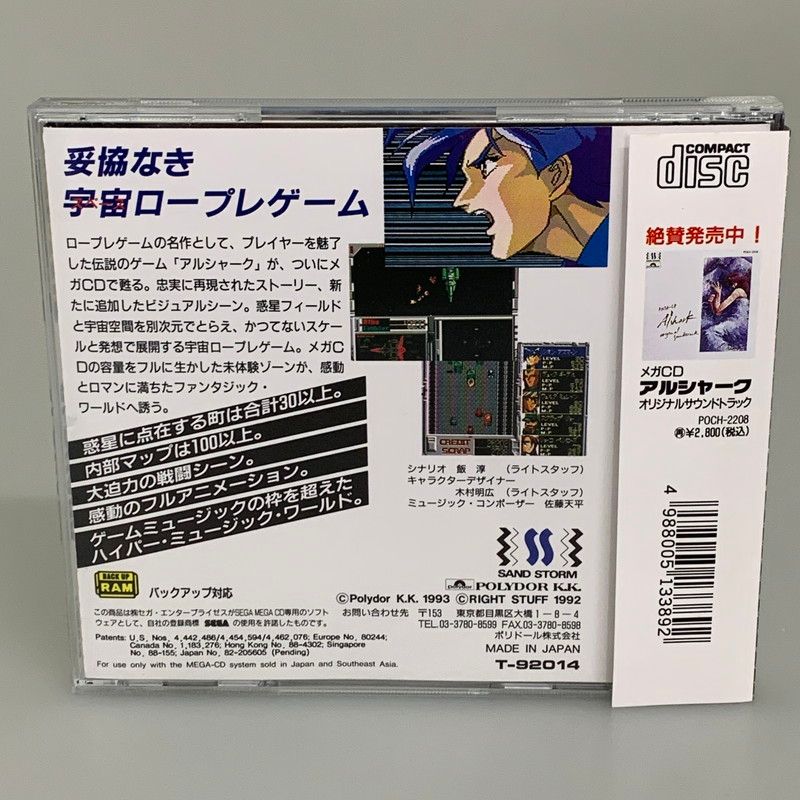 妥協なき
宇宙ロープレゲーム
スペース
ロープレゲームの名作として、プレイヤーを魅了
した伝説のゲーム「アルシャーク」が、ついにメ
ガCDで甦る。忠実に再現されたストーリー、新
たに追加したビジュアルシーン。惑星フィールド
と宇宙空間を別次元でとらえ、かつてないスケー
ルと発想で展開する宇宙ロープレゲーム。メガC
Dの容量をフルに生かした未体験ゾーンが、感動
とロマンに満ちたファンタジック・
ワールドへ誘う。
惑星に点在する町は合計30以上。
内部マップは100以上。
大迫力の戦闘シーン。
感動のフルアニメーション。
ゲームミュージックの枠を超えた
ハイパー・ミュージック・ワールド。
CREDIT
SCRAP
LEVEL
シナリオ 飯 淳 (ライトスタッフ)
キャラクターデザイナー
木村明広 (ライトスタッフ)
ミュージック・コンポーザー 佐藤天平
SAND STORM
BACK UP
RAM
バックアップ対応
Polydor
POLYDOR K.K.
©Polydor K.K. 1993 ©RIGHT STUFF 1992
この商品は㈱セガ・エンタープライゼスがSEGA MEGA CD専用のソフト
ウェアとして、自社の登録商標 SEGA の使用を許諾したものです。
お問い合わせ先 〒153 東京都目黒区大橋1-8-4
TEL.03-3780-8599 FAX.03-3780-8598
ポリドール株式会社
Patents: U.S. Nos. 4,442,486/4,454,594/4,462,076; Europe No. 80244;
Canada No. 1,183,276; Hong Kong No. 88-4302; Singapore
No. 88-155; Japan No. 82-205605 (Pending)
For use only with the MEGA-CD system sold in Japan and Southeast Asia.
MADE IN JAPAN
T-92014
COMPACT
disc
絶賛発売中!
Alshark
メガCD
アルシャーク
オリジナルサウンドトラック
POCH-2208
㊥¥2,800(税込)
4 988005 133892